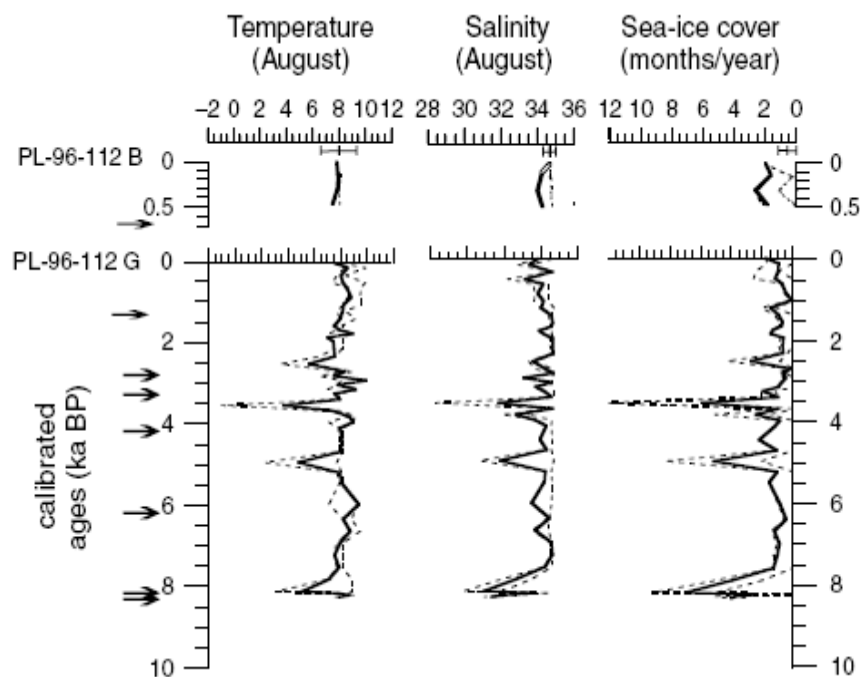 Temperature Salinity Sea-ice cover
(August) (August) (months/year)
−2 0 2 4 6 8 10 12 28 30 32 34 36 12 10 8 6 4 2 0
PL-96-112 B 0 0
0.5 0.5
PL-96-112 G 0 0
2 2
4 4
calibrated
ages (ka BP)
6 6
8 8
10 10